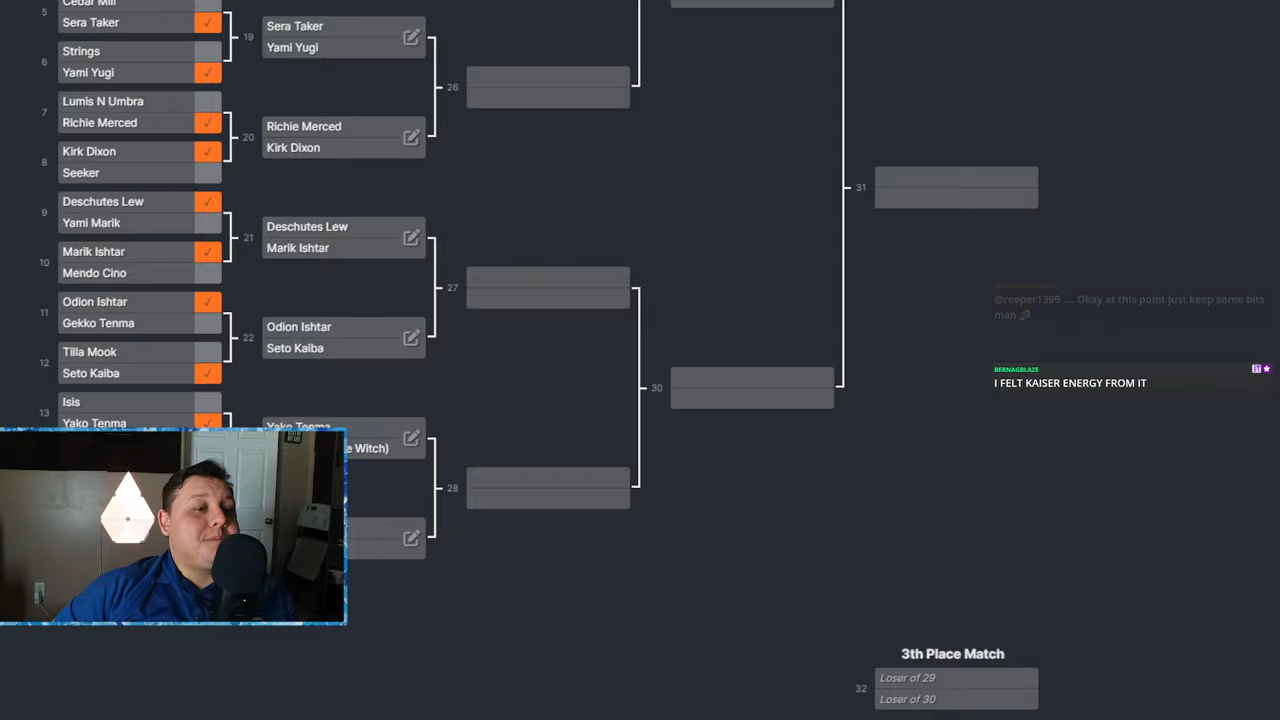 Cedar Mill
5
Sera Taker
Strings
6
Yami Yugi
Lumis N Umbra
7
Richie Merced
Kirk Dixon
8
Seeker
Deschutes Lew
9
Yami Marik
Marik Ishtar
10
Mendo Cino
Odion Ishtar
11
Gekko Tenma
Tilla Mook
12
Seto Kaiba
Isis
13
Yako Tenma
19
Sera Taker
Yami Yugi
20
Richie Merced
Kirk Dixon
21
Deschutes Lew
Marik Ishtar
22
Odion Ishtar
Seto Kaiba
Yako Tenma
e Witch)
26
27
28
30
31
@reeper1399 .... Okay at this point just keep some bits
man
BERNAGBLAZE
I FELT KAISER ENERGY FROM IT
3th Place Match
32
Loser of 29
Loser of 30